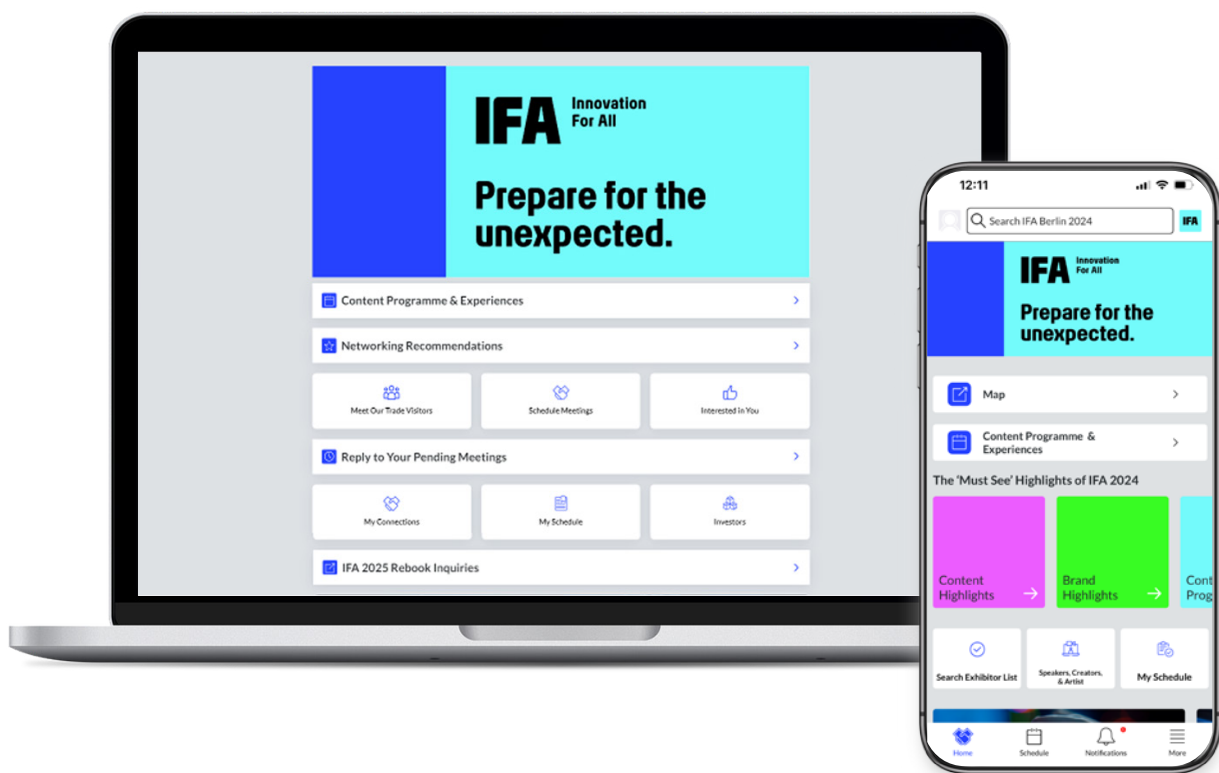 IFA Innovation
For All
Prepare for the
unexpected.
Content Programme & Experiences
Networking Recommendations
Meet Our Trade Visitors
Schedule Meetings
Interested in You
Reply to Your Pending Meetings
My Connections
My Schedule
Investors
IFA 2025 Rebook Inquiries
12:11
Search IFA Berlin 2024
IFA
IFA Innovation
For All
Prepare for the
unexpected.
Map
Content Programme &
Experiences
The ‘Must See’ Highlights of IFA 2024
Content
Highlights
Brand
Highlights
Cont
Prog
Search Exhibitor List
Speakers, Creators,
& Artist
My Schedule
Home
Schedule
Notifications
More